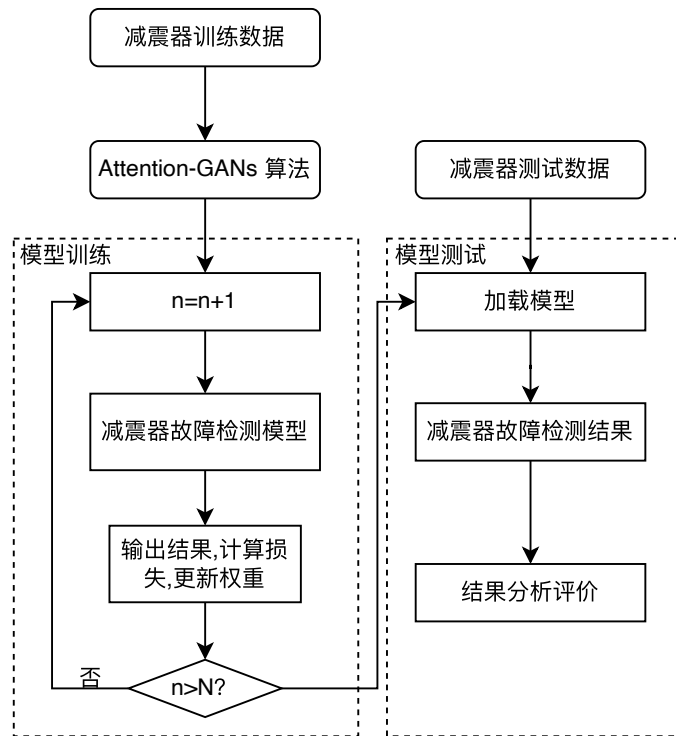 减震器训练数据
Attention-GANs 算法
模型训练
n=n+1
减震器故障检测模型
输出结果,计算损
失,更新权重
否
n>N?
减震器测试数据
模型测试
加载模型
减震器故障检测结果
结果分析评价